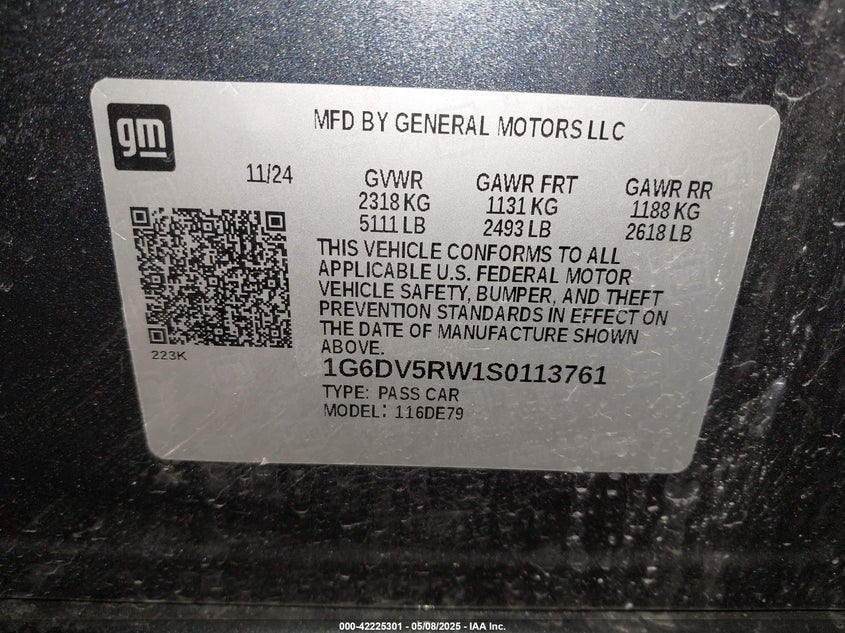 gm
MFD BY GENERAL MOTORS LLC
11/24
GVWR GAWR FRT GAWR RR
2318 KG 1131 KG 1188 KG
5111 LB 2493 LB 2618 LB
THIS VEHICLE CONFORMS TO ALL
APPLICABLE U.S. FEDERAL MOTOR
VEHICLE SAFETY, BUMPER, AND THEFT
PREVENTION STANDARDS IN EFFECT ON
THE DATE OF MANUFACTURE SHOWN
ABOVE.
223K
1G6DV5RW1S0113761
TYPE: PASS CAR
MODEL: 116DE79
000-42225301 - 05/08/2025 - IAA Inc.